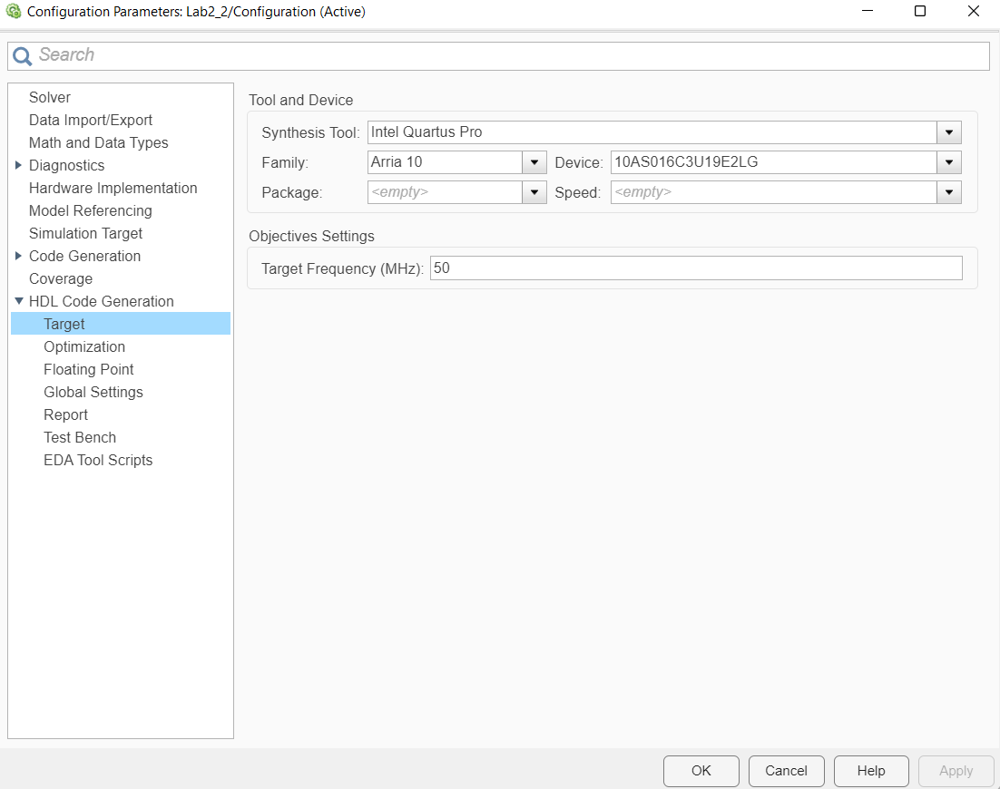 Configuration Parameters: Lab2_2/Configuration (Active)
Search
Solver
Data Import/Export
Math and Data Types
Diagnostics
Hardware Implementation
Model Referencing
Simulation Target
Code Generation
Coverage
HDL Code Generation
Target
Optimization
Floating Point
Global Settings
Report
Test Bench
EDA Tool Scripts
Tool and Device
Synthesis Tool: Intel Quartus Pro
Family: Arria 10 Device: 10AS016C3U19E2LG
Package: <empty> Speed: <empty>
Objectives Settings
Target Frequency (MHz): 50
OK Cancel Help Apply